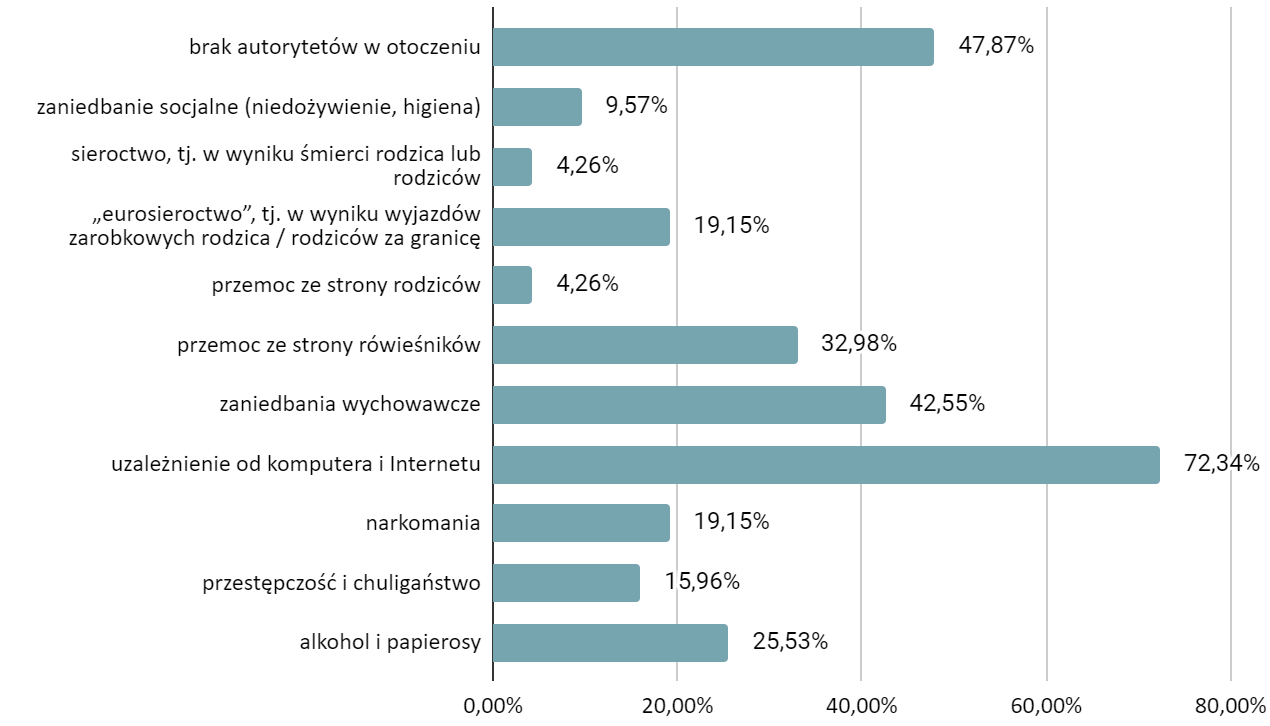 brak autorytetów w otoczeniu 47,87%
zaniedbanie socjalne (niedożywienie, higiena) 9,57%
sieroctwo, tj. w wyniku śmierci rodzica lub
rodziców 4,26%
„eurosieroctwo”, tj. w wyniku wyjazdów
zarobkowych rodzica / rodziców za granicę 19,15%
przemoc ze strony rodziców 4,26%
przemoc ze strony rówieśników 32,98%
zaniedbania wychowawcze 42,55%
uzależnienie od komputera i Internetu 72,34%
narkomania 19,15%
przestępczość i chuligaństwo 15,96%
alkohol i papierosy 25,53%
0,00% 20,00% 40,00% 60,00% 80,00%